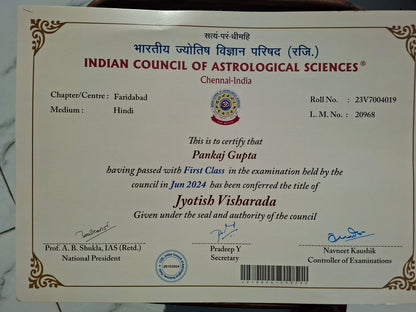 सत्यं-परं-धीमहि
भारतीय ज्योतिष विज्ञान परिषद (रजि.)
INDIAN COUNCIL OF ASTROLOGICAL SCIENCES®
Chennai-India
Chapter/Centre : Faridabad
Roll No. : 23V7004019
Medium : Hindi
L. M. No. : 20968
This is to certify that
Pankaj Gupta
having passed with First Class in the examination held by the
council in Jun 2024 has been conferred the title of
Jyotish Visharada
Given under the seal and authority of the council
Prof. A. B. Shukla, IAS (Retd.)
National President
Pradeep Y
Secretary
Navneet Kaushik
Controller of Examinations